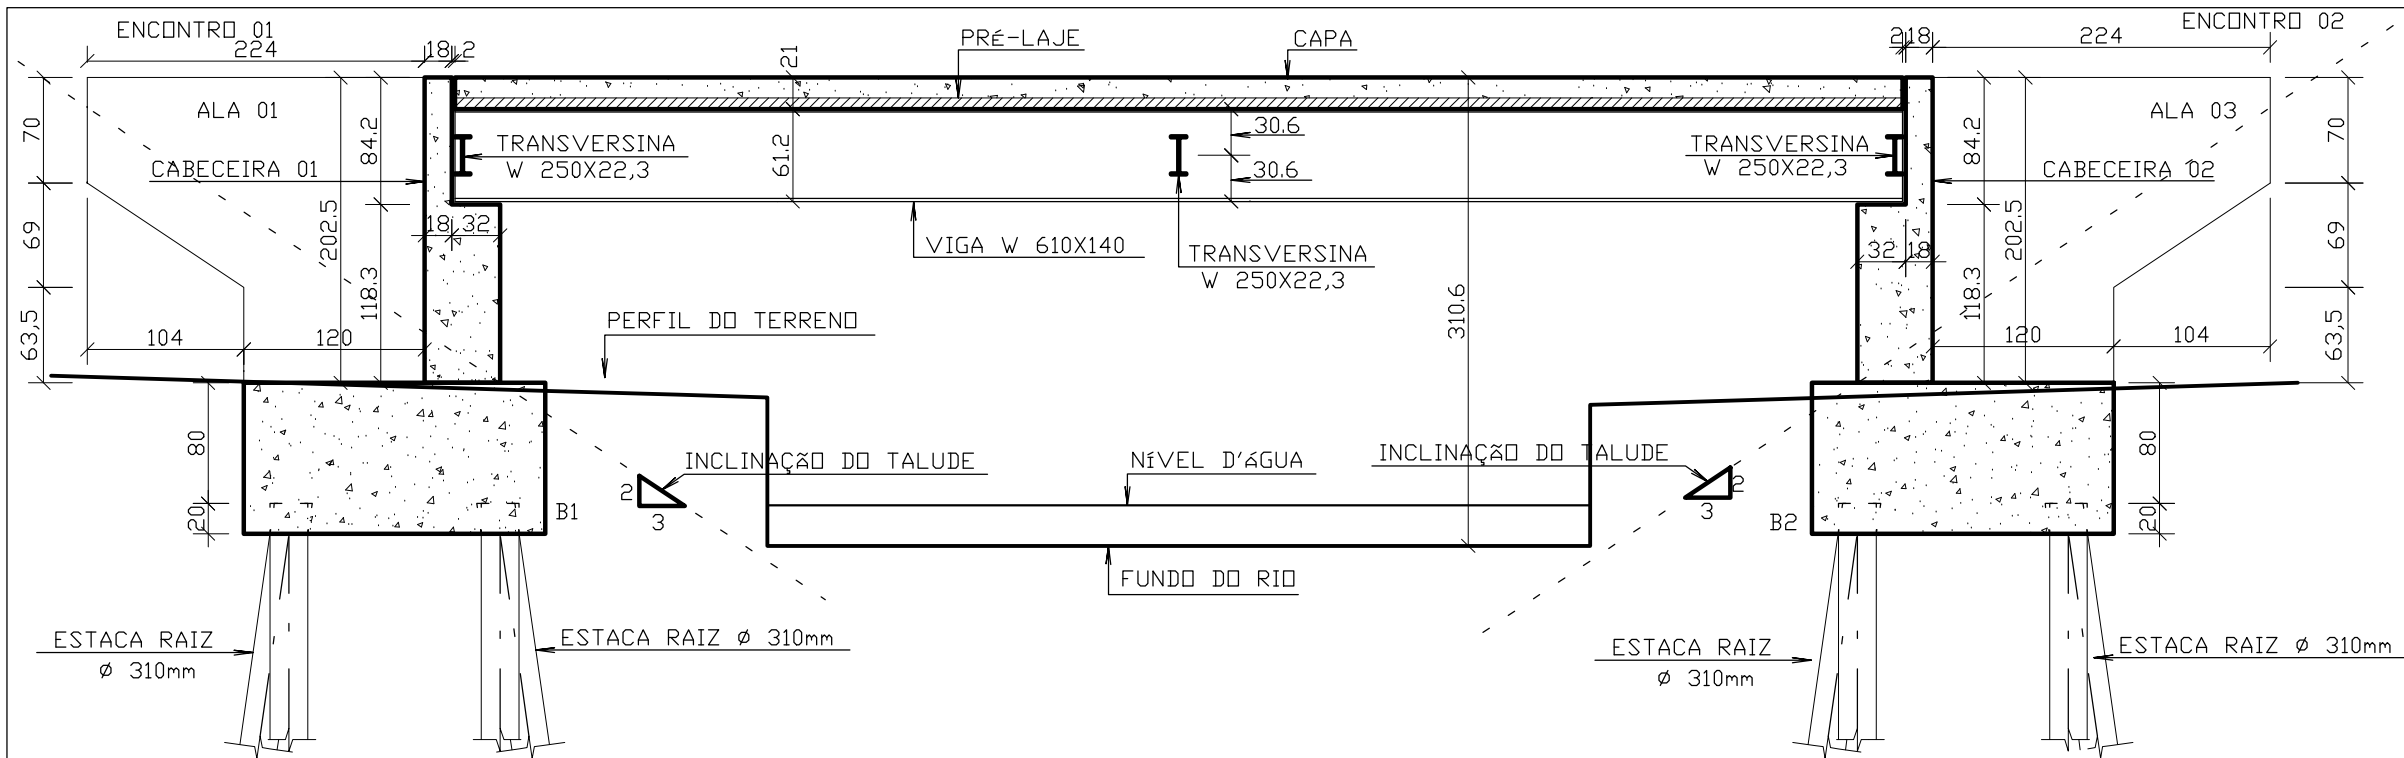 ENCONTRO 01
ENCONTRO 02
224
18
2
21
PRÉ-LAJE
CAPA
2
18
224
ALA 01
ALA 03
70
84.2
TRANSVERSINA
W 250X22,3
61.2
30.6
30.6
TRANSVERSINA
W 250X22,3
84.2
70
CABECEIRA 01
CABECEIRA 02
69
202.5
18
32
VIGA W 610X140
TRANSVERSINA
W 250X22,3
32
18
202.5
69
118.3
310.6
118.3
63,5
104
120
PERFIL DO TERRENO
120
104
63,5
80
INCLINAÇÃO DO TALUDE
2
3
NÍVEL D'ÁGUA
INCLINAÇÃO DO TALUDE
2
3
80
20
B1
B2
20
FUNDO DO RIO
ESTACA RAIZ
Ø 310mm
ESTACA RAIZ Ø 310mm
ESTACA RAIZ
Ø 310mm
ESTACA RAIZ Ø 310mm